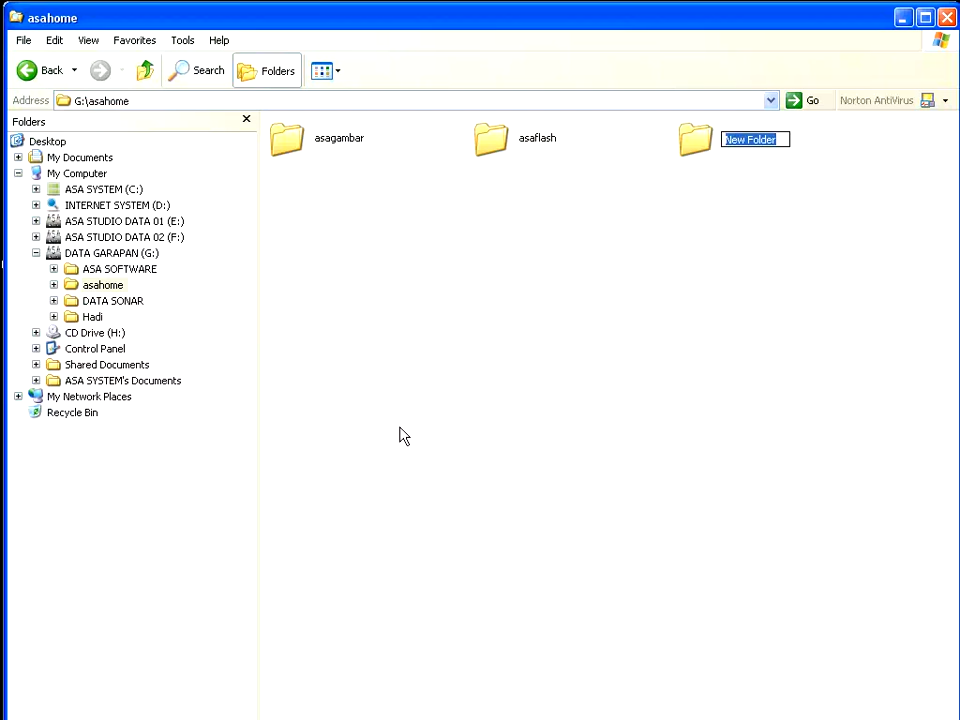 asahome
File Edit View Favorites Tools Help
Back Search Folders
Address G:\asahome Go Norton AntiVirus
Folders
Desktop
My Documents
My Computer
ASA SYSTEM (C:)
INTERNET SYSTEM (D:)
ASA STUDIO DATA 01 (E:)
ASA STUDIO DATA 02 (F:)
DATA GARAPAN (G:)
ASA SOFTWARE
asahome
DATA SONAR
Hadi
CD Drive (H:)
Control Panel
Shared Documents
ASA SYSTEM's Documents
My Network Places
Recycle Bin
asagambar asaflash New Folder